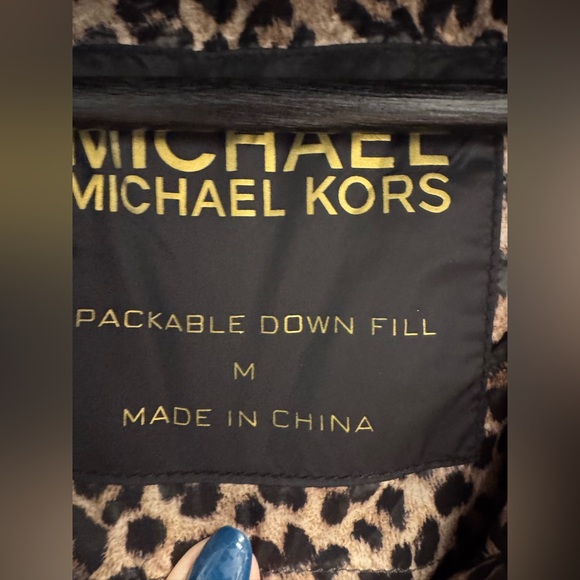 MICHAEL
MICHAEL KORS
PACKABLE DOWN FILL
M
MADE IN CHINA